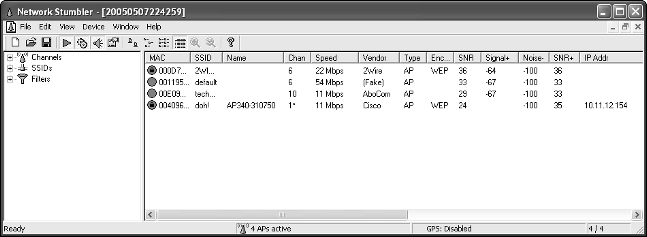 Network Stumbler - [20050507224259]
File Edit View Device Window Help
Channels
SSIDs
Filters
MAC SSID Name Chan Speed Vendor Type Enc... SNR Signal+ Noise- SNR+ IP Addr
000D7... 2WI... 6 22 Mbps 2Wire AP WEP 36 -64 -100 36
001195... default 6 54 Mbps (Fake) AP 33 -67 -100 33
00E09... tech... 10 11 Mbps AboCom AP 29 -67 -100 33
004096... doh! AP340-310750 1* 11 Mbps Cisco AP WEP 24 -100 35 10.11.12.154
Ready 4 APs active GPS: Disabled 4 / 4